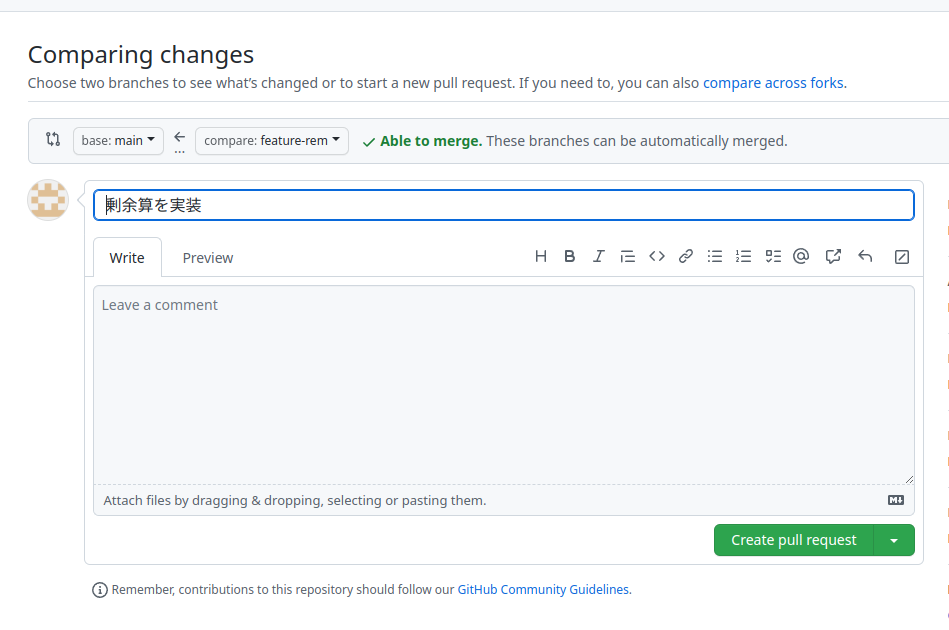 Comparing changes
Choose two branches to see what's changed or to start a new pull request. If you need to, you can also compare across forks.
base: main ← ... compare: feature-rem ✓ Able to merge. These branches can be automatically merged.
剰余算を実装
Write Preview
Leave a comment
Attach files by dragging & dropping, selecting or pasting them.
Create pull request
Remember, contributions to this repository should follow our GitHub Community Guidelines.